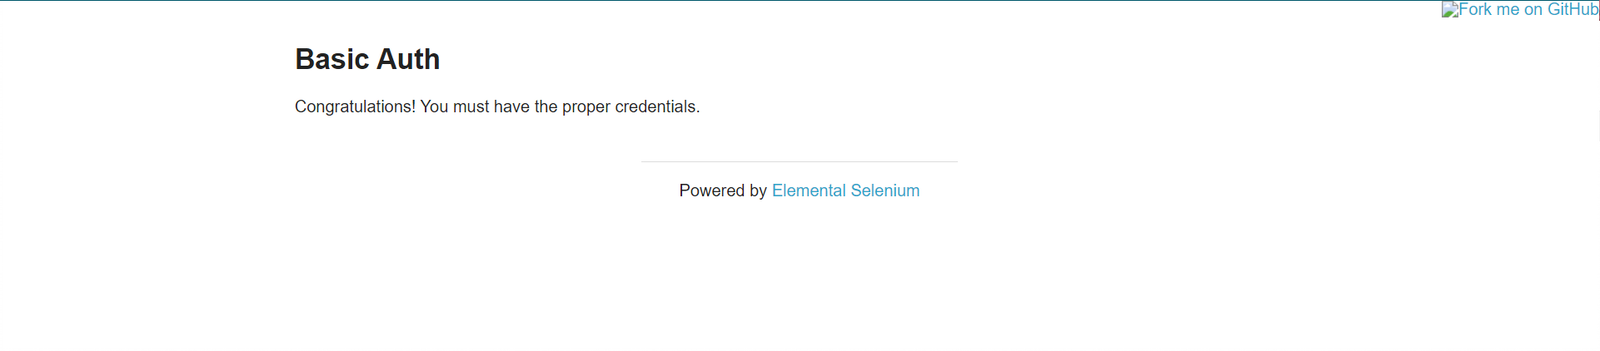 Fork me on GitHub
Basic Auth
Congratulations! You must have the proper credentials.
Powered by Elemental Selenium